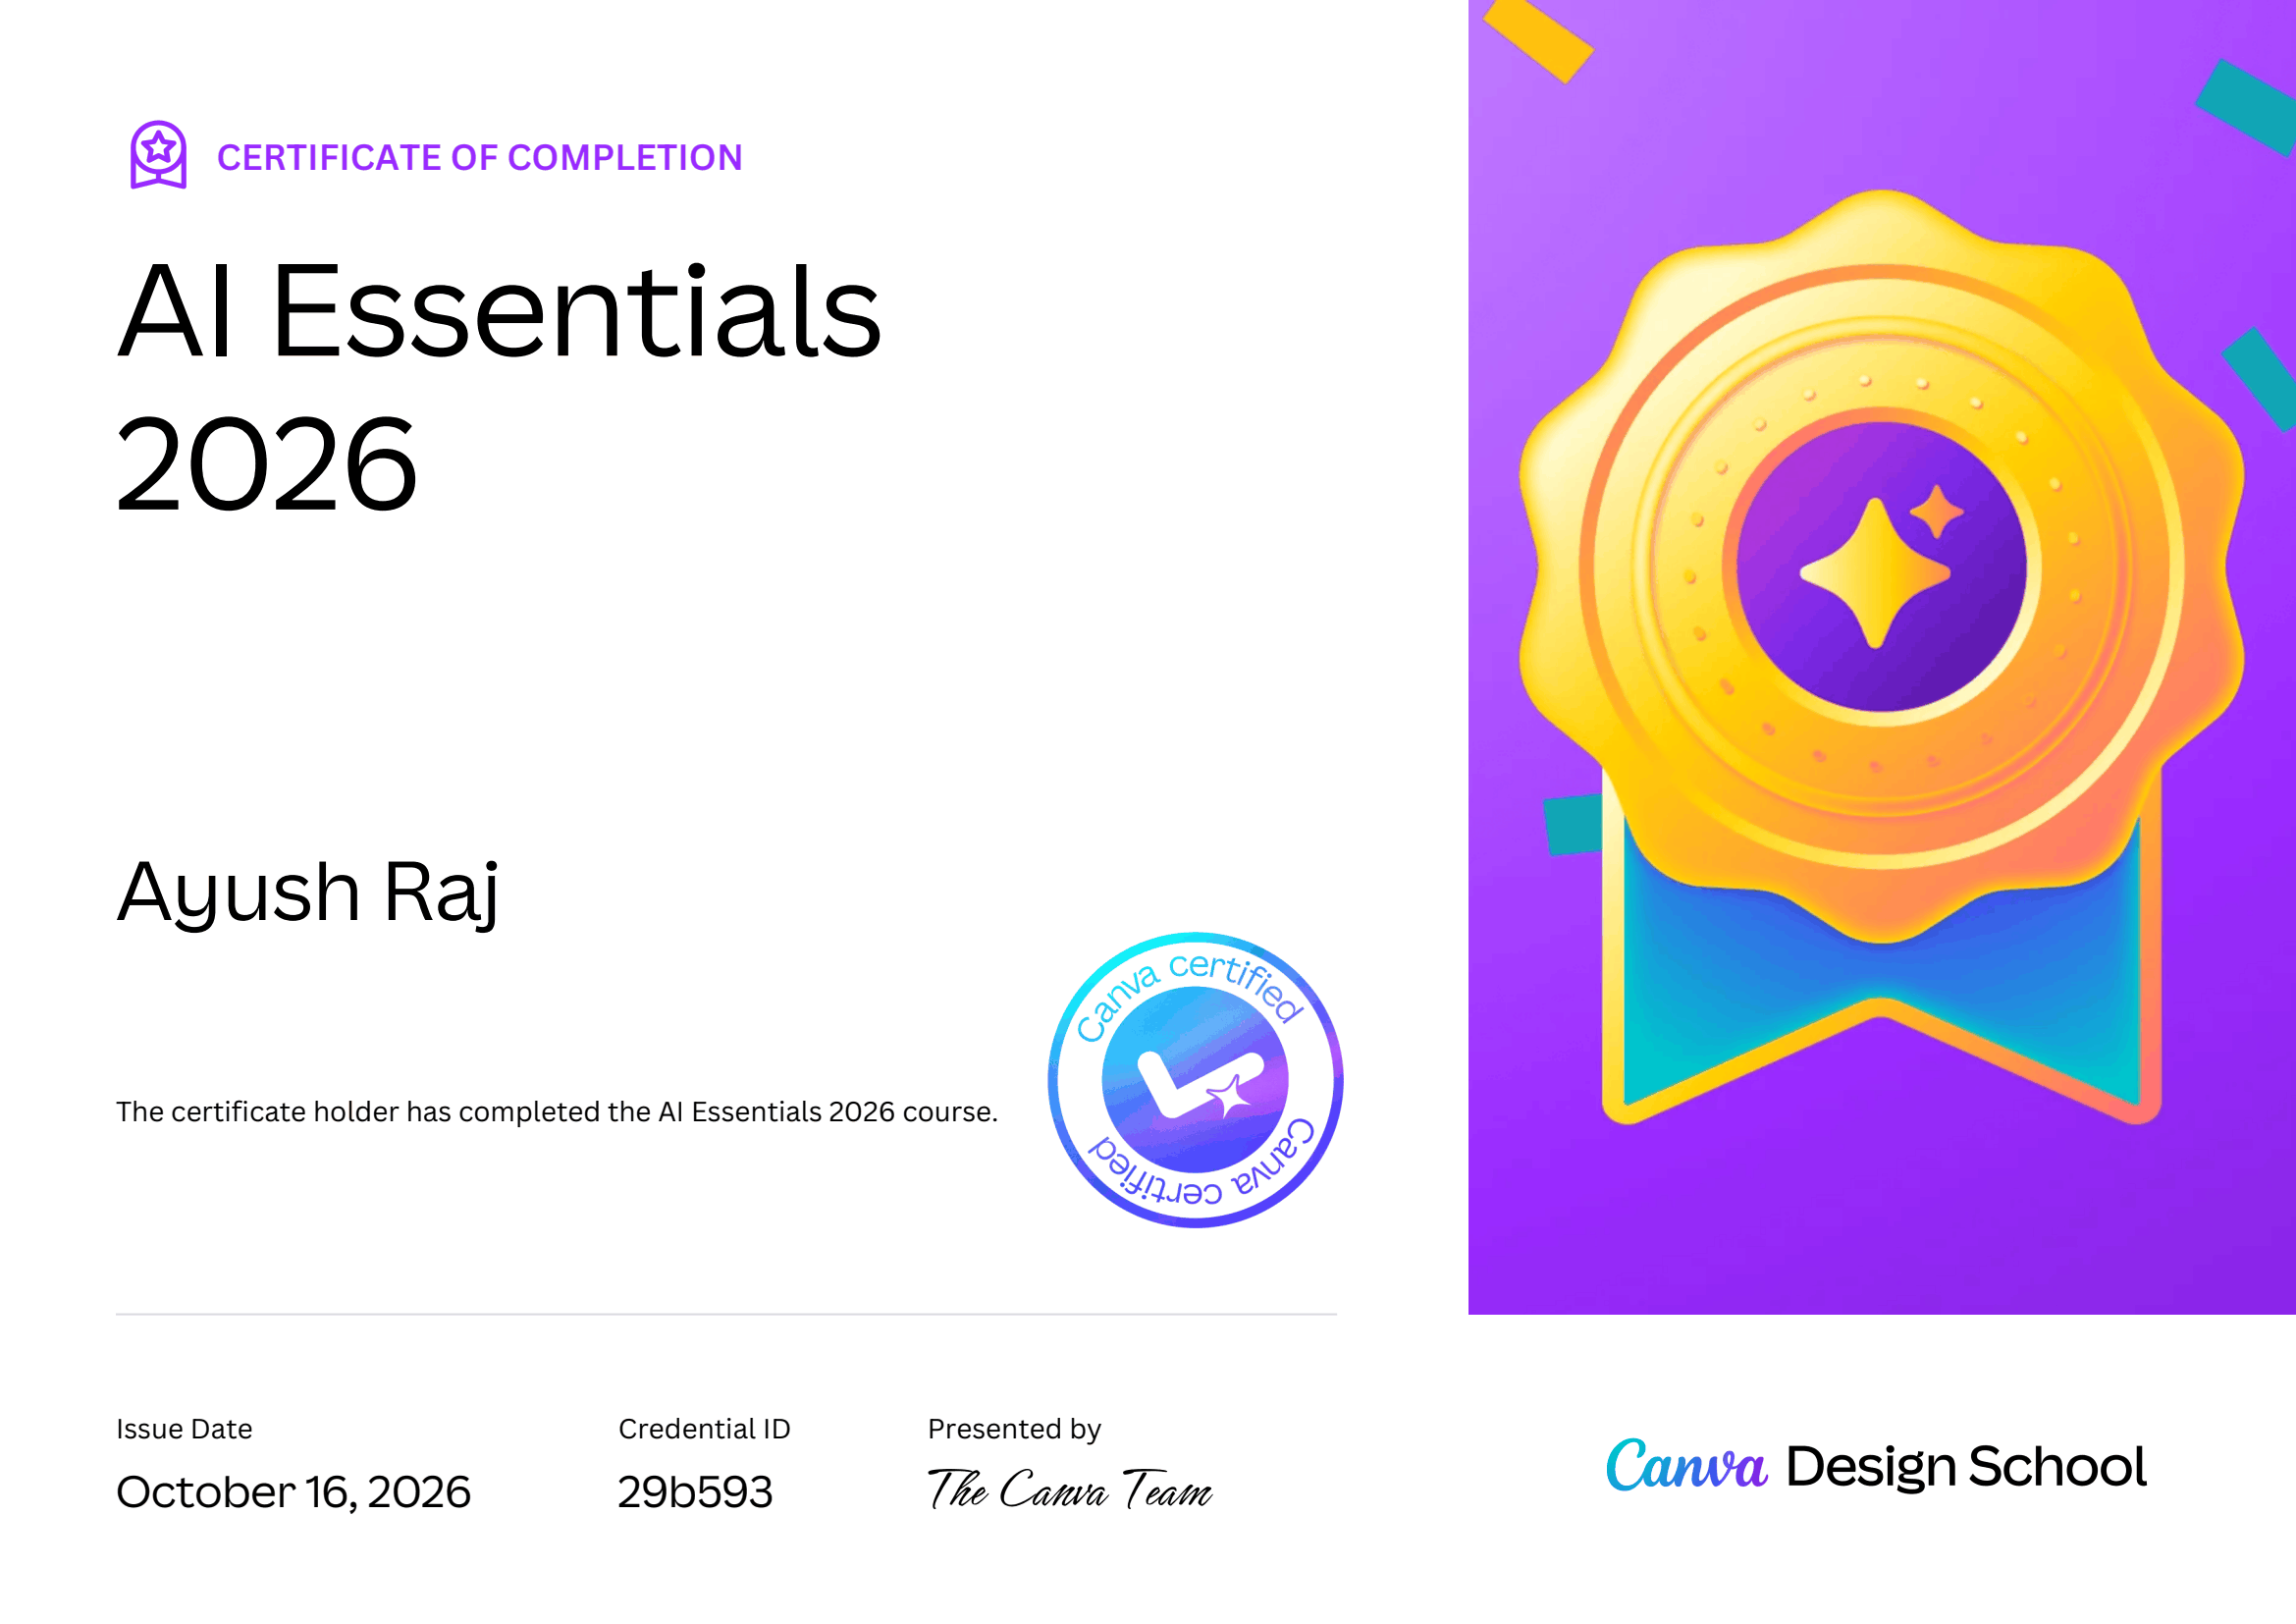 CERTIFICATE OF COMPLETION
AI Essentials
2026
Ayush Raj
The certificate holder has completed the AI Essentials 2026 course.
Canva certified
Canva certified
Issue Date
October 16, 2026
Credential ID
29b593
Presented by
The Canva Team
Canva Design School